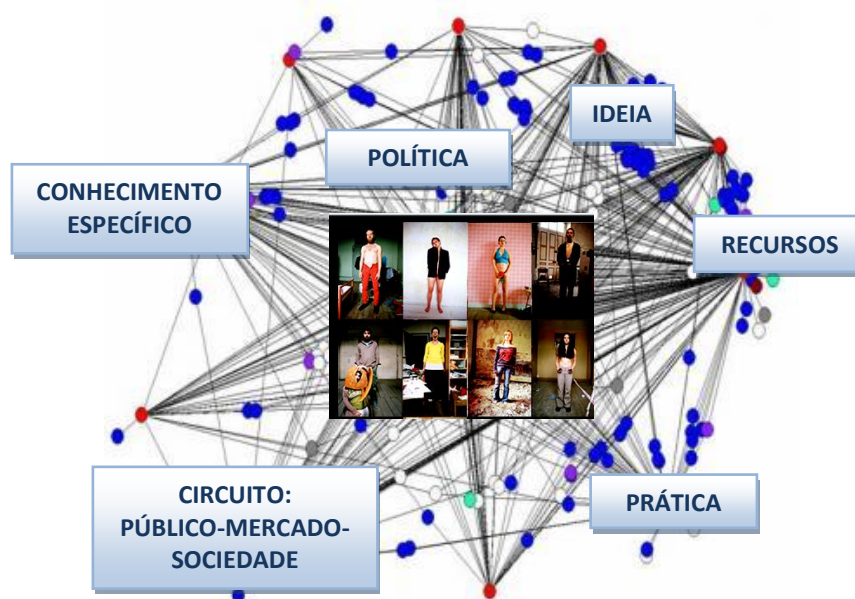 IDEIA
POLÍTICA
CONHECIMENTO
ESPECÍFICO
RECURSOS
CIRCUITO:
PÚBLICO-MERCADO-
SOCIEDADE
PRÁTICA